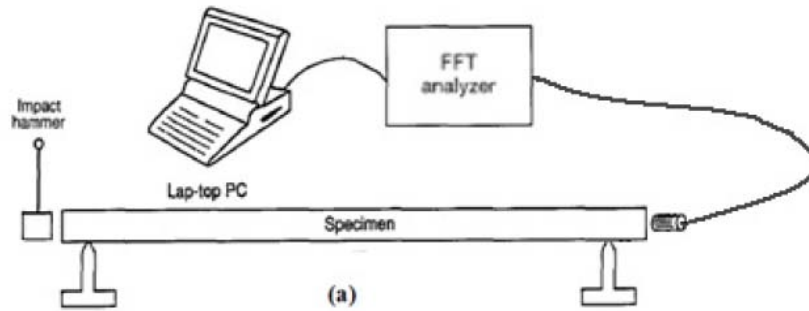 FFT
analyzer
Impact
hammer
Lap-top PC
Specimen
(a)